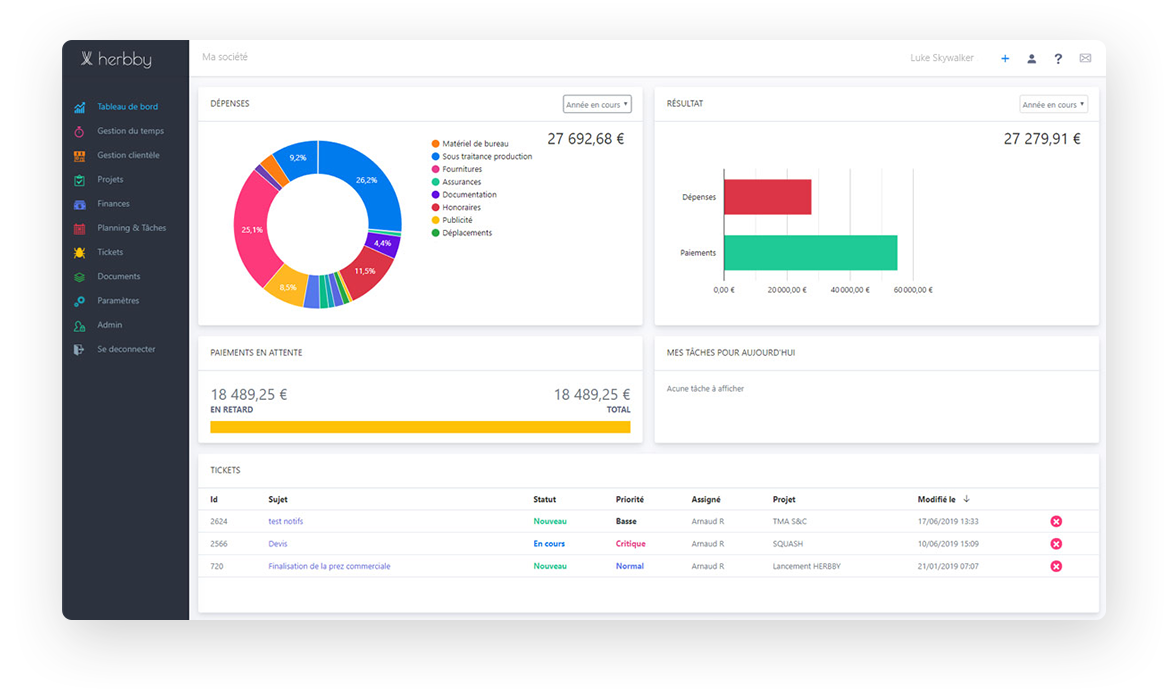 herbby
Ma société
Luke Skywalker
Tableau de bord
Gestion du temps
Gestion clientèle
Projets
Finances
Planning & Tâches
Tickets
Documents
Paramètres
Admin
Se deconnecter
DÉPENSES
Année en cours
27 692,68 €
9,2%
26,2%
4,4%
11,5%
8,5%
25,1%
Matériel de bureau
Sous traitance production
Fournitures
Assurances
Documentation
Honoraires
Publicité
Déplacements
RÉSULTAT
Année en cours
27 279,91 €
Dépenses
Paiements
0,00 € 20000,00 € 40000,00 € 60000,00 €
PAIEMENTS EN ATTENTE
18 489,25 € 18 489,25 €
EN RETARD TOTAL
MES TÂCHES POUR AUJOURD'HUI
Acune tâche à afficher
TICKETS
Id Sujet Statut Priorité Assigné Projet Modifié le
2624 test notifs Nouveau Basse Arnaud R TMA S&C 17/06/2019 13:33
2566 Devis En cours Critique Arnaud R SQUASH 10/06/2019 15:09
720 Finalisation de la prez commerciale Nouveau Normal Arnaud R Lancement HERBBY 21/01/2019 07:07